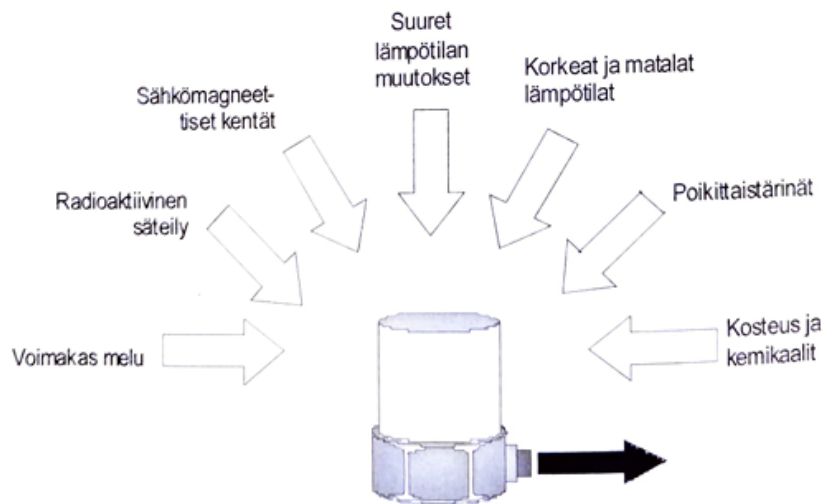 Suuret
lämpötilan
muutokset
Korkeat ja matalat
lämpötilat
Sähkömagneet-
tiset kentät
Radioaktiivinen
säteily
Poikittaistärinät
Voimakas melu
Kosteus ja
kemikaalit